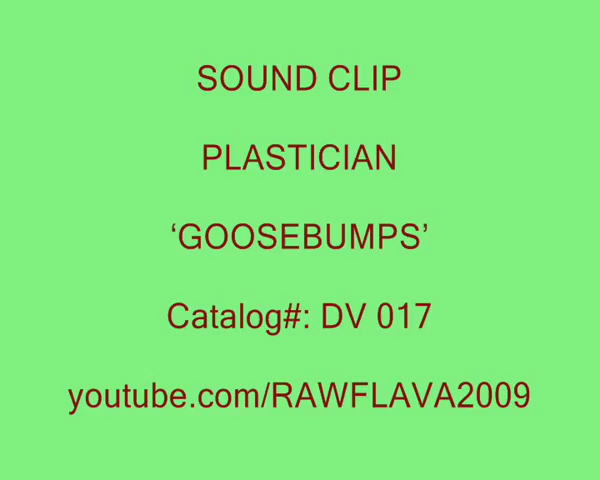 SOUND CLIP
PLASTICIAN
‘GOOSEBUMPS’
Catalog#: DV 017
youtube.com/RAWFLAVA2009